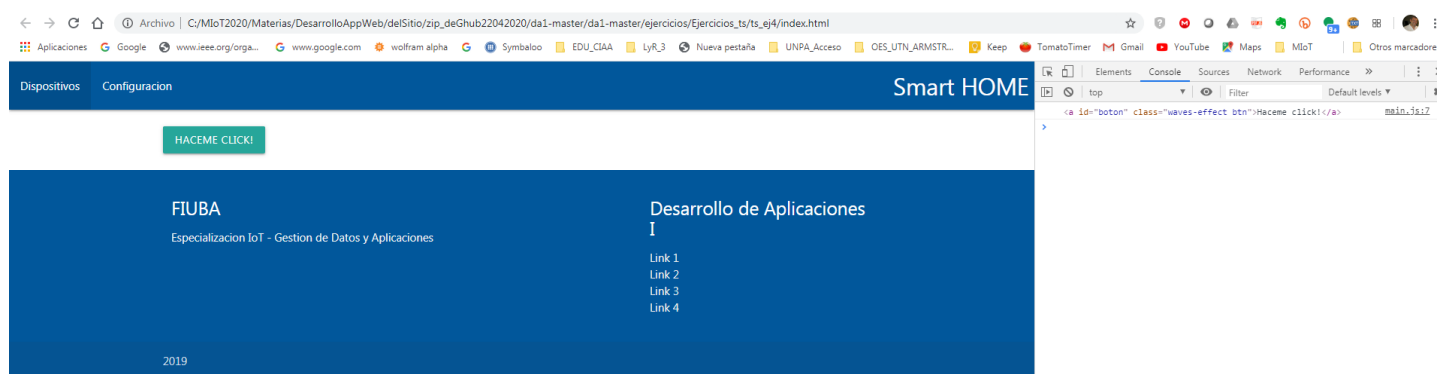 Archivo | C:/MIoT2020/Materias/DesarrolloAppWeb/delSitio/zip_deGhub22042020/da1-master/da1-master/ejercicios/Ejercicios_ts/ts_ej4/index.html
Aplicaciones Google www.ieee.org/orga... www.google.com wolfram alpha Symbaloo EDU_CIAA LyR_3 Nueva pestaña UNPA_Acceso OES_UTN_ARMSTR... Keep TomatoTimer Gmail YouTube Maps MIoT Otros marcadore
Dispositivos Configuracion Smart HOME
Elements Console Sources Network Performance »
top Filter Default levels ▼
<a id="boton" class="waves-effect btn">Haceme click!</a> main.js:7
HACEME CLICK!
FIUBA
Especializacion IoT - Gestion de Datos y Aplicaciones
Desarrollo de Aplicaciones
I
Link 1
Link 2
Link 3
Link 4
2019